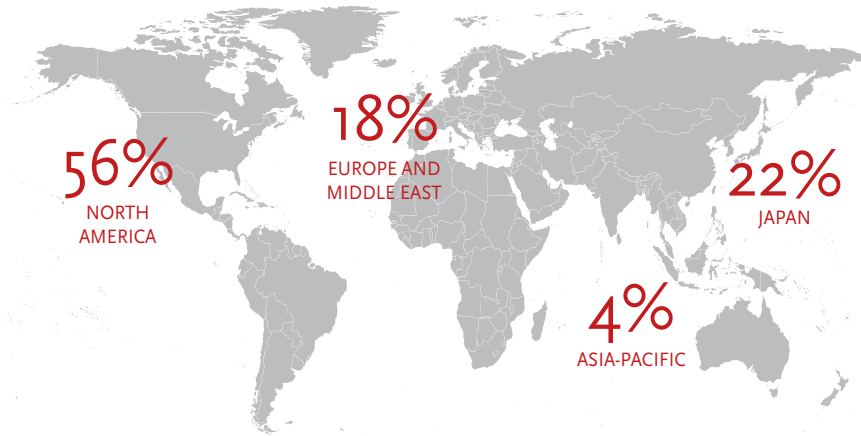 18%
EUROPE AND
MIDDLE EAST
56%
NORTH
AMERICA
22%
JAPAN
4%
ASIA-PACIFIC